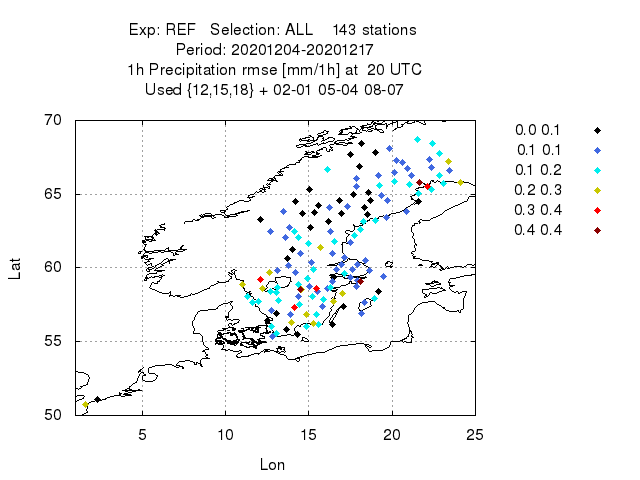 Exp: REF   Selection: ALL    143 stations
Period: 20201204-20201217
1h Precipitation rmse [mm/1h] at  20 UTC
Used {12,15,18} + 02-01 05-04 08-07
70
65
60
55
50
Lat
5 10 15 20 25
Lon
0.0 0.1
0.1 0.1
0.1 0.2
0.2 0.3
0.3 0.4
0.4 0.4